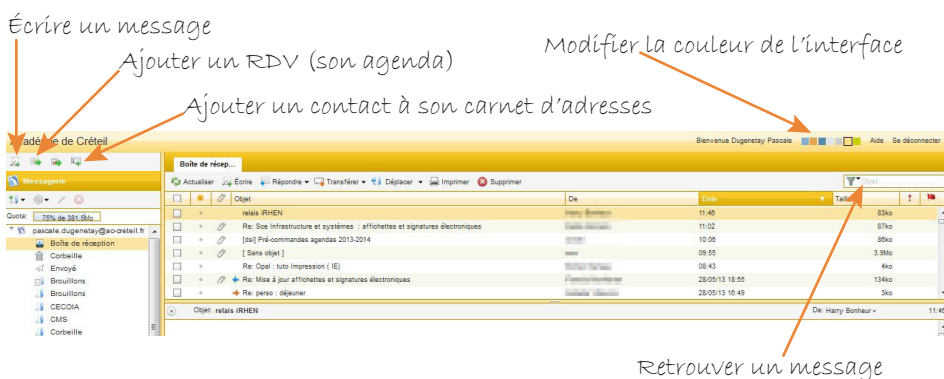 Écrire un message
Ajouter un RDV (son agenda)
Modifier la couleur de l'interface
Ajouter un contact à son carnet d'adresses
Académie de Créteil
Bienvenue Dugenetay Pascale Aide Se déconnecter
Boîte de récep...
Messagerie
Actualiser Écrire Répondre Transférer Déplacer Imprimer Supprimer
Objet
Objet De Date Taille
Quota: 75% de 381.5Mo
relais iRHEN 11:46 83ko
pascale.dugenetay@ac-creteil.fr
Re: Sce Infrastructure et systèmes : affichettes et signatures électroniques 11:02 87ko
Boîte de réception
[dsi] Pré-commandes agendas 2013-2014 10:06 86ko
Corbeille
[ Sans objet ] 09:55 3.9Mo
Envoyé
Re: Opal : tuto Impression ( IE) 08:43 4ko
Brouillons
Re: Mise à jour affichettes et signatures électroniques 28/05/13 18:55 134ko
Brouillons
Re: perso : déjeuner 28/05/13 16:49 3ko
CECOIA
Objet: relais iRHEN De: Harry Bonheur 11:46
CMS
Corbeille
Retrouver un message